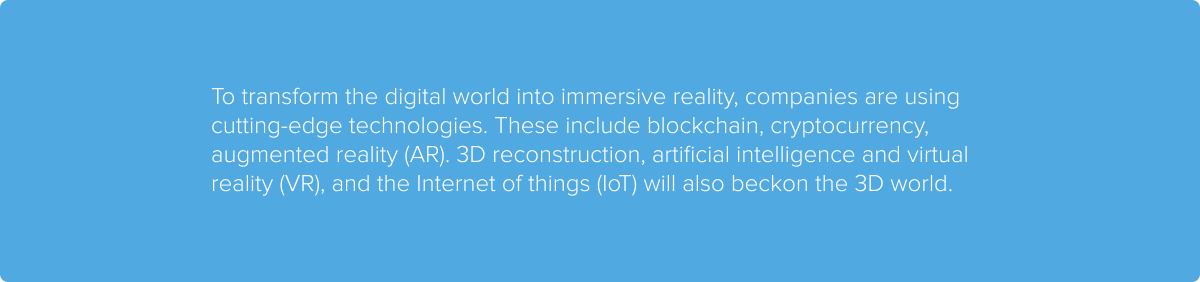 To transform the digital world into immersive reality, companies are using
cutting-edge technologies. These include blockchain, cryptocurrency,
augmented reality (AR). 3D reconstruction, artificial intelligence and virtual
reality (VR), and the Internet of things (IoT) will also beckon the 3D world.